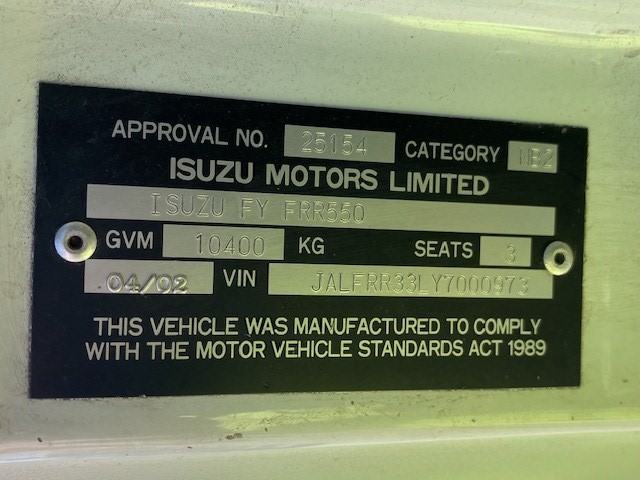 APPROVAL NO. 25154 CATEGORY NB2
ISUZU MOTORS LIMITED
ISUZU FY FRR550
GVM 10400 KG SEATS 3
04/02 VIN JALFRR33LY7000973
THIS VEHICLE WAS MANUFACTURED TO COMPLY
WITH THE MOTOR VEHICLE STANDARDS ACT 1989